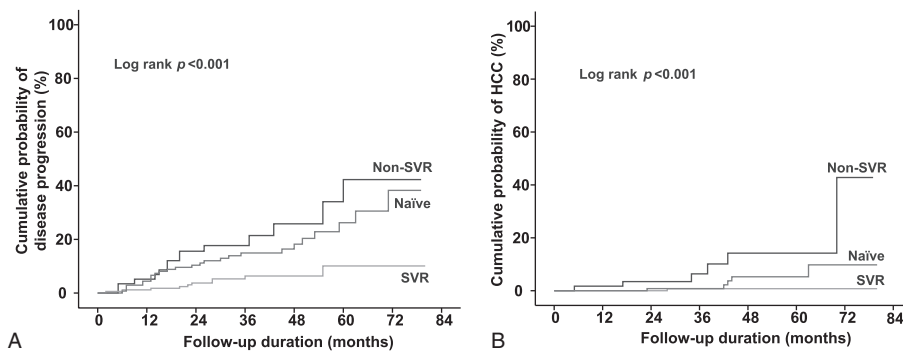 Cumulative probability of
disease progression (%)
100
80
60
40
20
0
Log rank p<0.001
Non-SVR
Naïve
SVR
0 12 24 36 48 60 72 84
Follow-up duration (months)
A
Cumulative probability of HCC (%)
100
80
60
40
20
0
Log rank p<0.001
Non-SVR
Naïve
SVR
0 12 24 36 48 60 72 84
Follow-up duration (months)
B